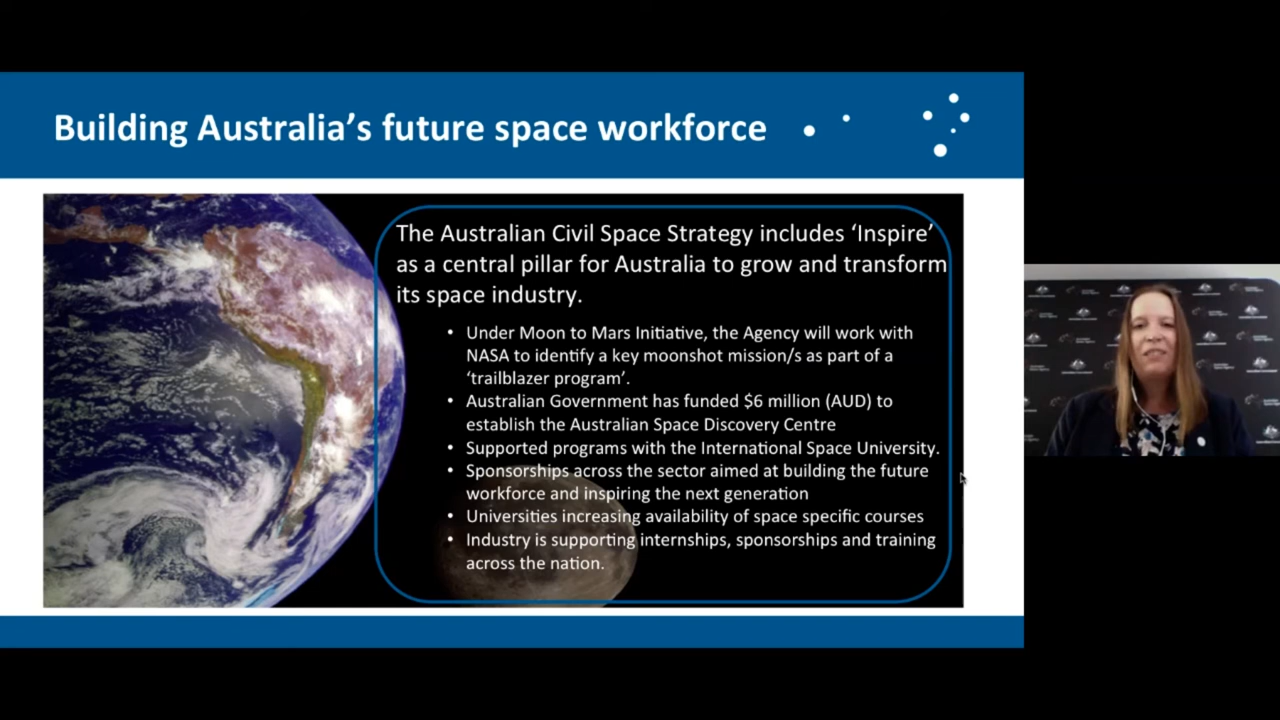 Building Australia's future space workforce
The Australian Civil Space Strategy includes 'Inspire'
as a central pillar for Australia to grow and transform
its space industry.
• Under Moon to Mars Initiative, the Agency will work with
NASA to identify a key moonshot mission/s as part of a
'trailblazer program'.
• Australian Government has funded $6 million (AUD) to
establish the Australian Space Discovery Centre
• Supported programs with the International Space University.
• Sponsorships across the sector aimed at building the future
workforce and inspiring the next generation
• Universities increasing availability of space specific courses
• Industry is supporting internships, sponsorships and training
across the nation.